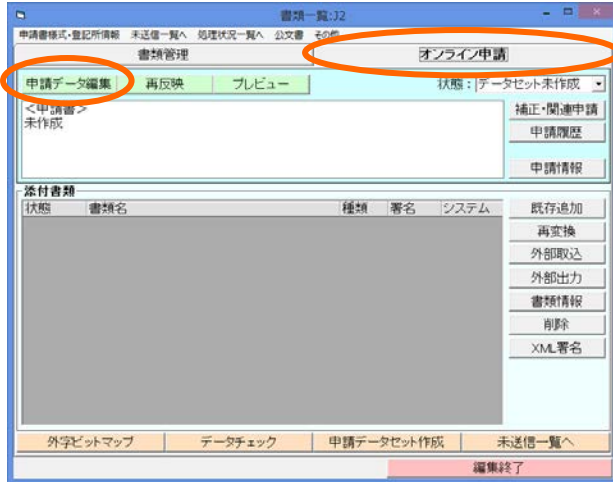 書類一覧:J2
申請書様式・登記所情報 未送信一覧へ 処理状況一覧へ 公文書 その他
書類管理 オンライン申請
申請データ編集 再反映 プレビュー 状態：データセット未作成
<申請書>
未作成
補正・関連申請
申請履歴
申請情報
添付書類
状態 書類名 種類 署名 システム
既存追加
再変換
外部取込
外部出力
書類情報
削除
XML署名
外字ビットマップ データチェック 申請データセット作成 未送信一覧へ
編集終了